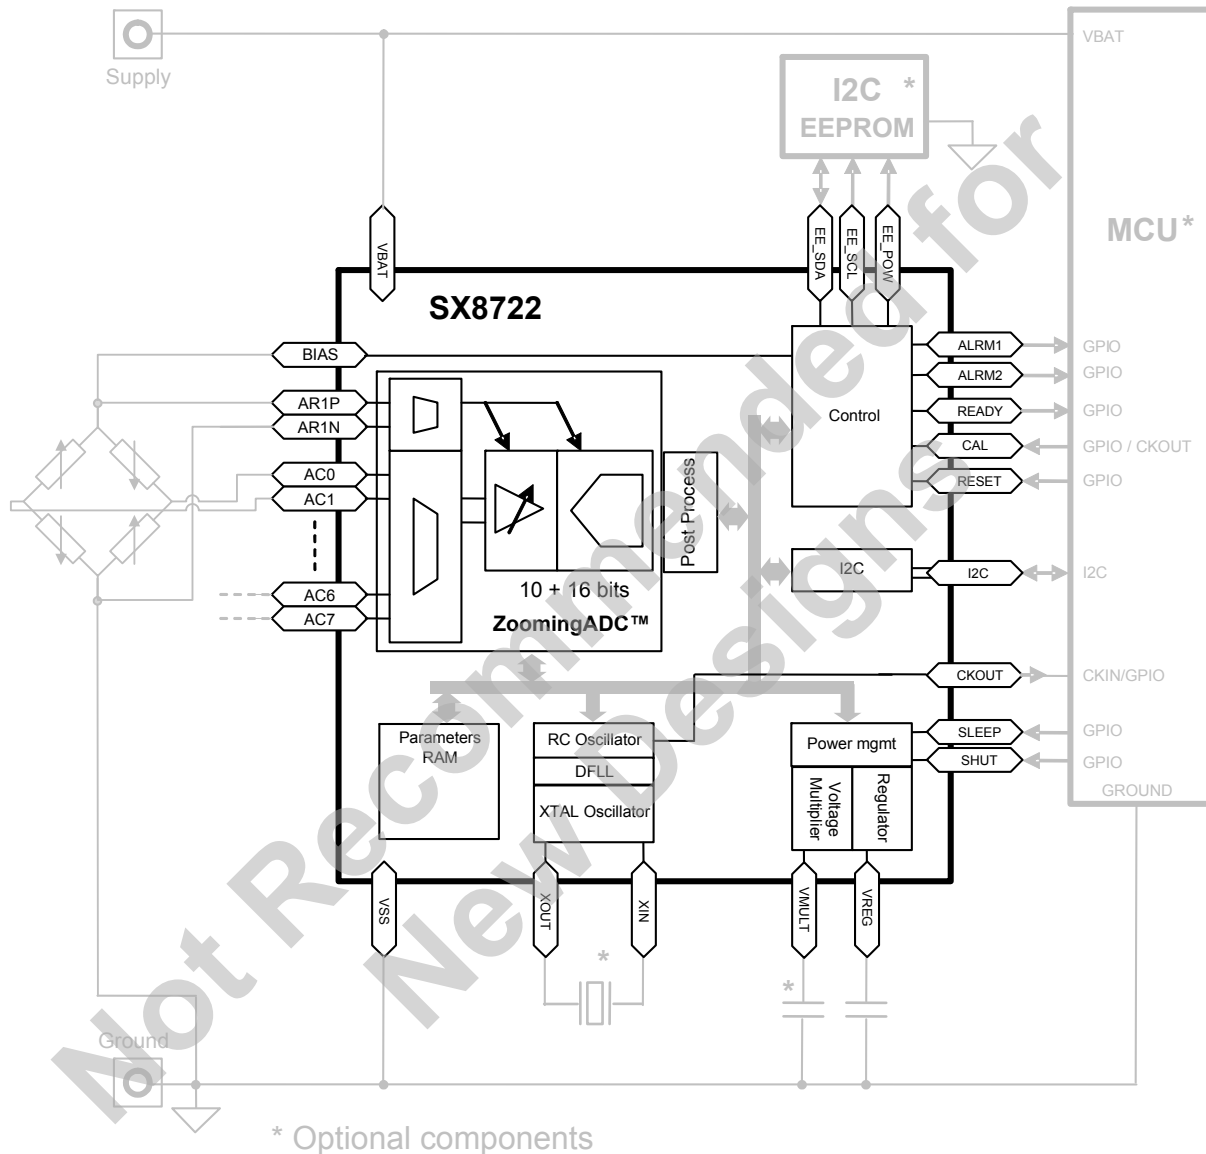 Supply
VBAT
I2C *
EEPROM
MCU*
VBAT
EE_SDA
EE_SCL
EE_POW
SX8722
BIAS
AR1P
AR1N
AC0
AC1
AC6
AC7
10 + 16 bits
ZoomingADC™
Post Process
Control
I2C
ALRM1
ALRM2
READY
CAL
RESET
I2C
CKOUT
SLEEP
SHUT
GPIO
GPIO
GPIO
GPIO / CKOUT
GPIO
I2C
CKIN/GPIO
GPIO
GPIO
GROUND
Parameters
RAM
RC Oscillator
DFLL
XTAL Oscillator
Power mgmt
Voltage
Multiplier
Regulator
VSS
XOUT
XIN
VMULT
VREG
*
*
Ground
* Optional components
Not Recommended for
New Designs